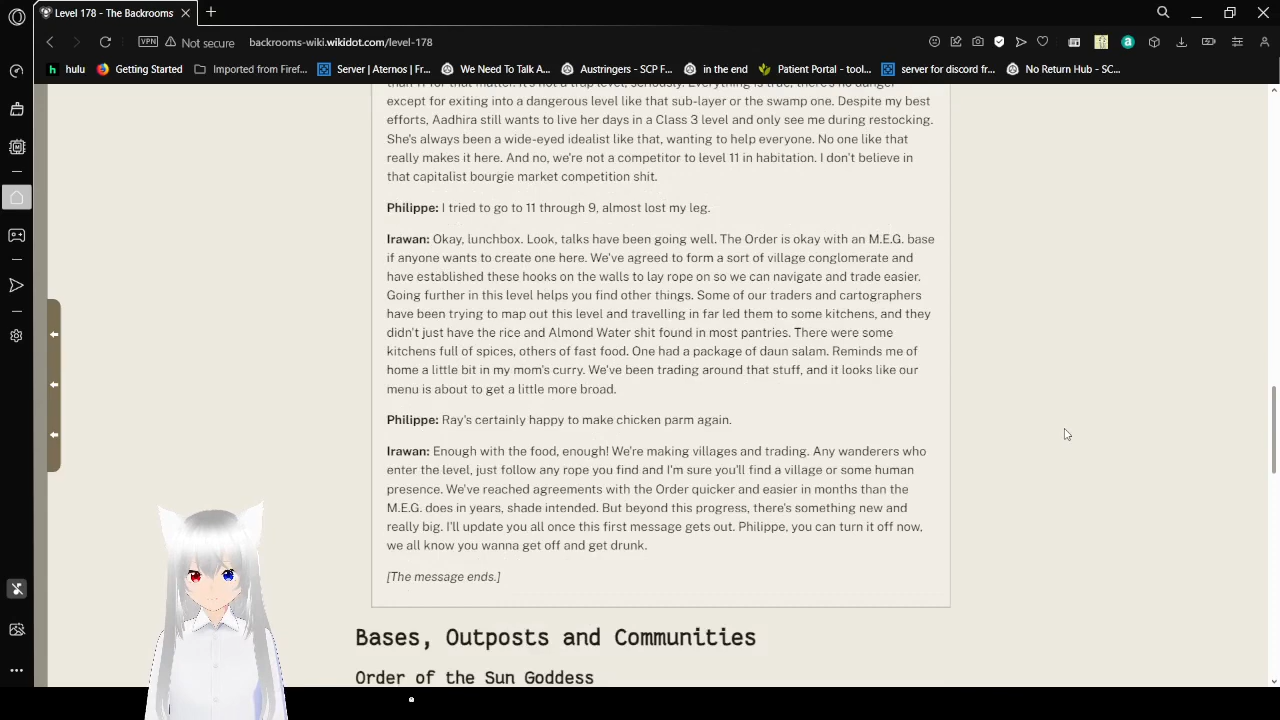 Level 178 - The Backrooms
VPN
Not secure
backrooms-wiki.wikidot.com/level-178
hulu
Getting Started
Imported from Firef...
Server | Aternos | Fr...
We Need To Talk A...
Austringers - SCP F...
in the end
Patient Portal - tool...
server for discord fr...
No Return Hub - SC...
than 11 for that matter. It's not a trap level, seriously. Everything is true, there's no danger
except for exiting into a dangerous level like that sub-layer or the swamp one. Despite my best
efforts, Aadhira still wants to live her days in a Class 3 level and only see me during restocking.
She's always been a wide-eyed idealist like that, wanting to help everyone. No one like that
really makes it here. And no, we're not a competitor to level 11 in habitation. I don't believe in
that capitalist bourgie market competition shit.
Philippe: I tried to go to 11 through 9, almost lost my leg.
Irawan: Okay, lunchbox. Look, talks have been going well. The Order is okay with an M.E.G. base
if anyone wants to create one here. We've agreed to form a sort of village conglomerate and
have established these hooks on the walls to lay rope on so we can navigate and trade easier.
Going further in this level helps you find other things. Some of our traders and cartographers
have been trying to map out this level and travelling in far led them to some kitchens, and they
didn't just have the rice and Almond Water shit found in most pantries. There were some
kitchens full of spices, others of fast food. One had a package of daun salam. Reminds me of
home a little bit in my mom's curry. We've been trading around that stuff, and it looks like our
menu is about to get a little more broad.
Philippe: Ray's certainly happy to make chicken parm again.
Irawan: Enough with the food, enough! We're making villages and trading. Any wanderers who
enter the level, just follow any rope you find and I'm sure you'll find a village or some human
presence. We've reached agreements with the Order quicker and easier in months than the
M.E.G. does in years, shade intended. But beyond this progress, there's something new and
really big. I'll update you all once this first message gets out. Philippe, you can turn it off now,
we all know you wanna get off and get drunk.
[The message ends.]
Bases, Outposts and Communities
Order of the Sun Goddess